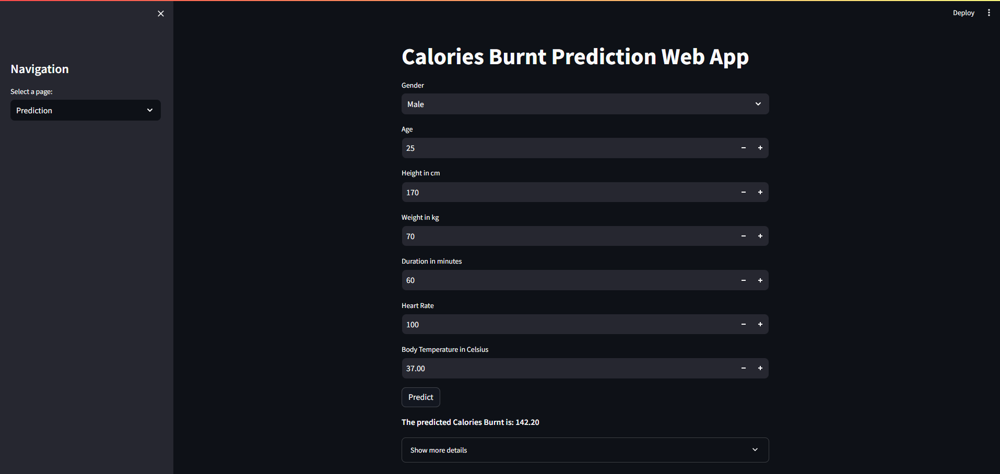 Deploy
Navigation
Select a page:
Prediction
Calories Burnt Prediction Web App
Gender
Male
Age
25
Height in cm
170
Weight in kg
70
Duration in minutes
60
Heart Rate
100
Body Temperature in Celsius
37.00
Predict
The predicted Calories Burnt is: 142.20
Show more details